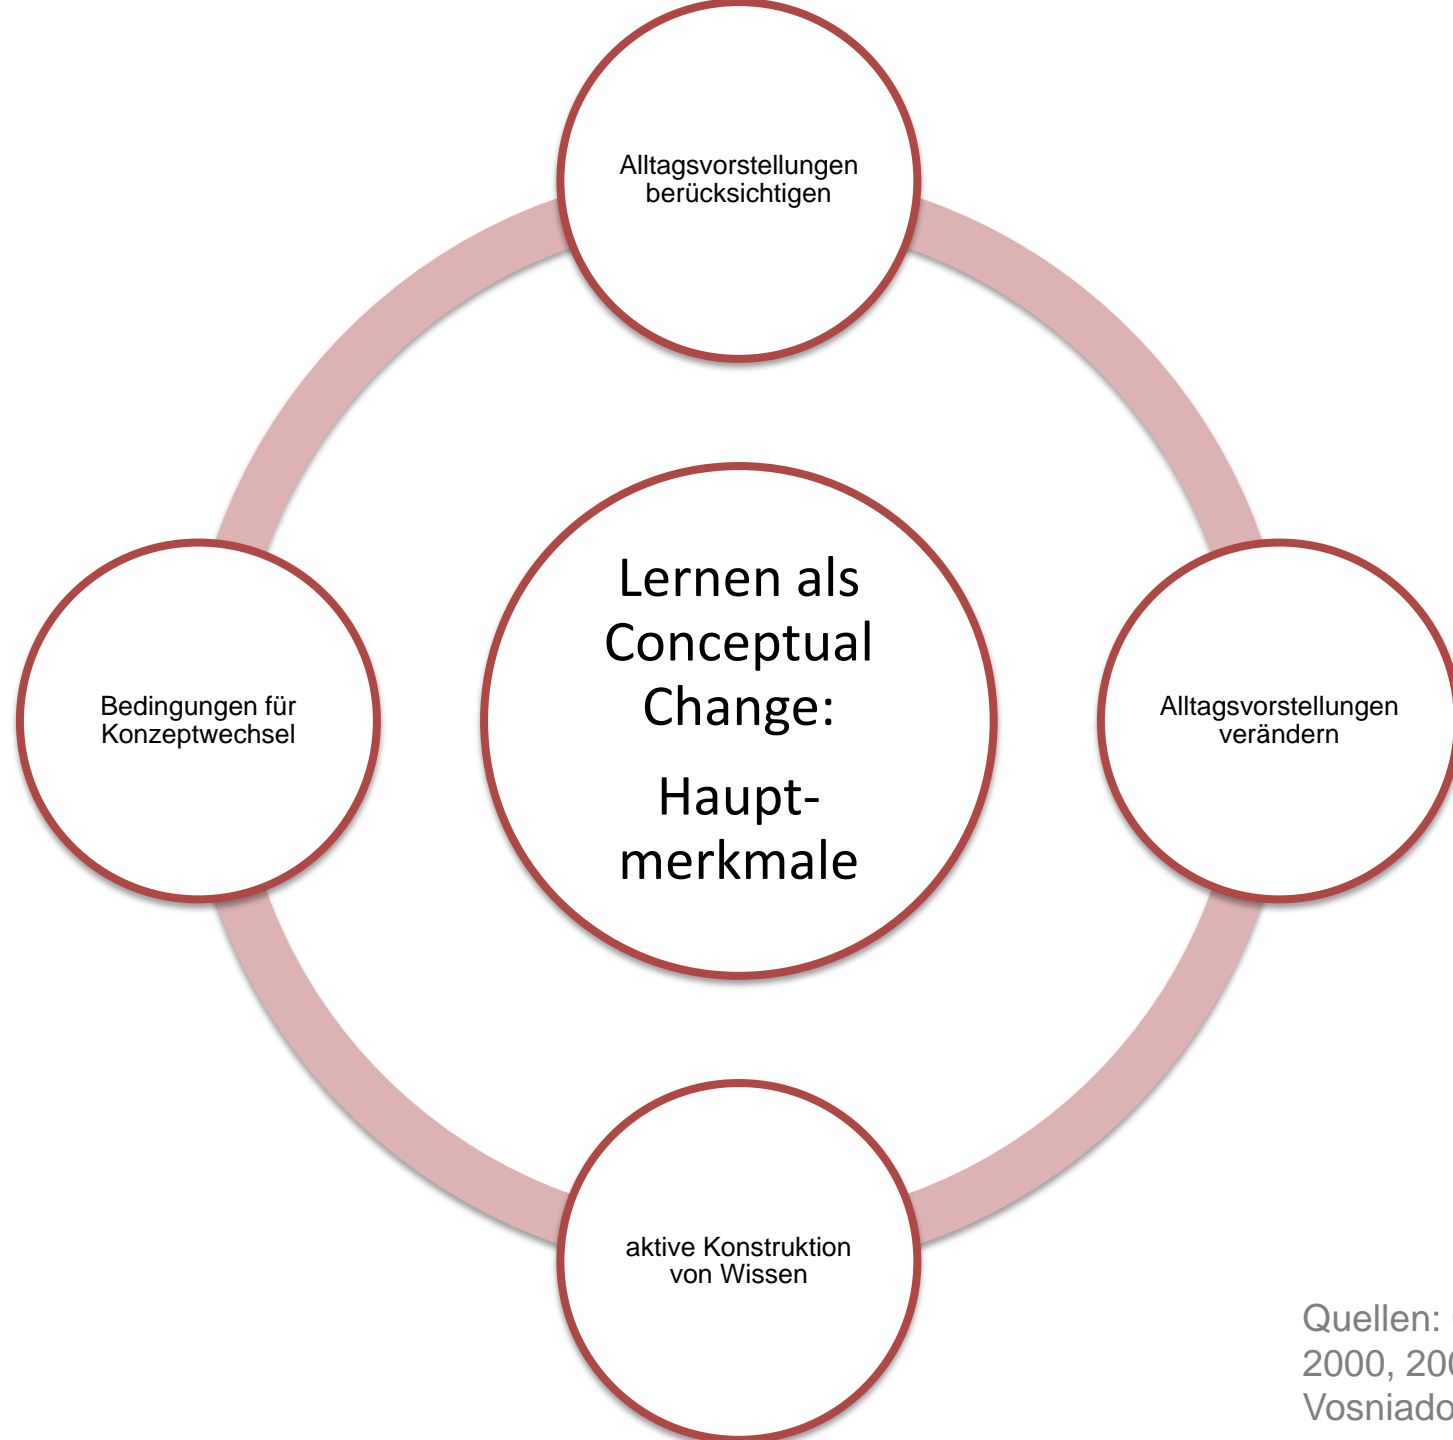 Alltagsvorstellungen
berücksichtigen
Lernen als
Conceptual
Change:
Haupt-
merkmale
Bedingungen für
Konzeptwechsel
Alltagsvorstellungen
verändern
aktive Konstruktion
von Wissen
Quellen:
2000,